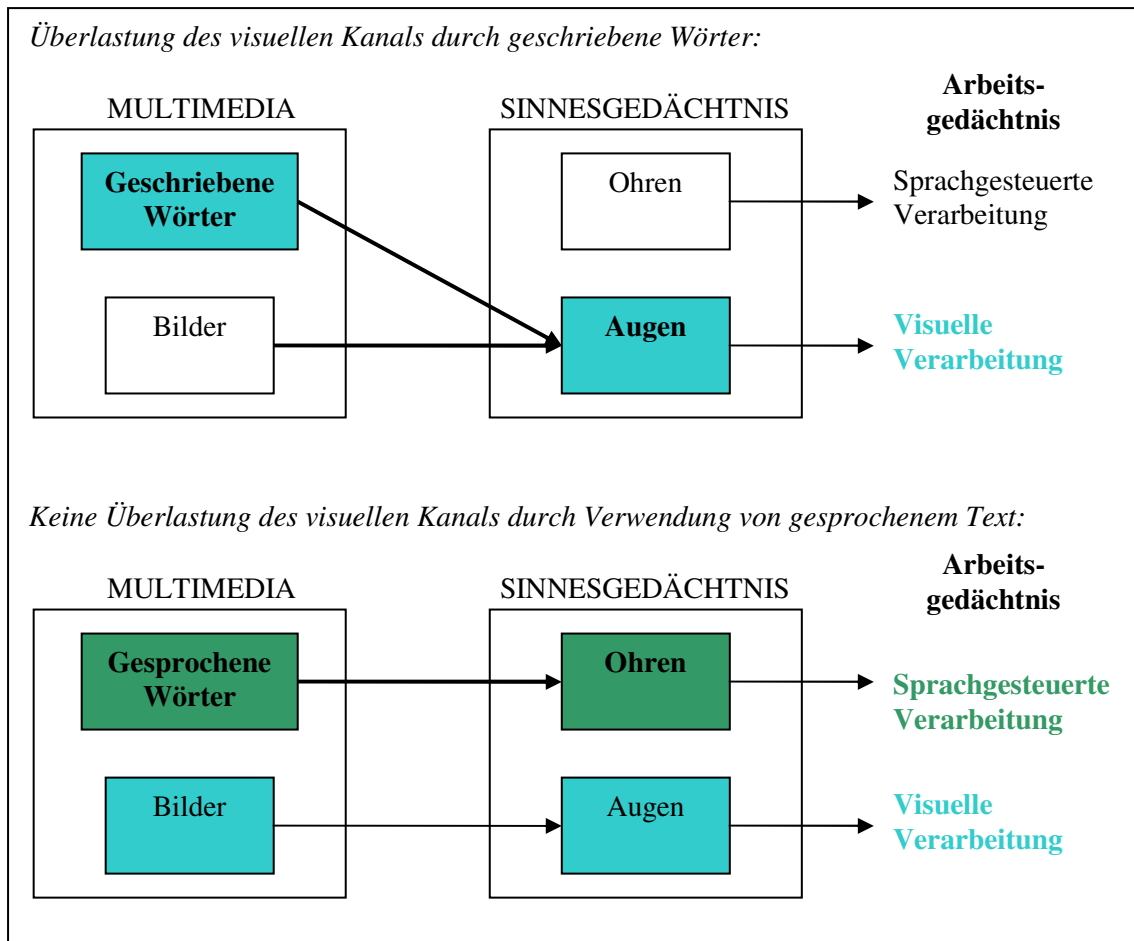 Überlastung des visuellen Kanals durch geschriebene Wörter:
MULTIMEDIA
SINNESGEDÄCHTNIS
Arbeits-
gedächtnis
Geschriebene
Wörter
Ohren
Sprachgesteuerte
Verarbeitung
Bilder
Augen
Visuelle
Verarbeitung
Keine Überlastung des visuellen Kanals durch Verwendung von gesprochenem Text:
MULTIMEDIA
SINNESGEDÄCHTNIS
Arbeits-
gedächtnis
Gesprochene
Wörter
Ohren
Sprachgesteuerte
Verarbeitung
Bilder
Augen
Visuelle
Verarbeitung